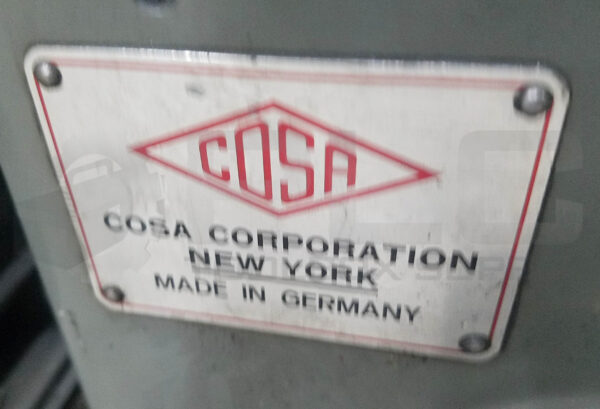 COSA
COSA CORPORATION
NEW YORK
MADE IN GERMANY